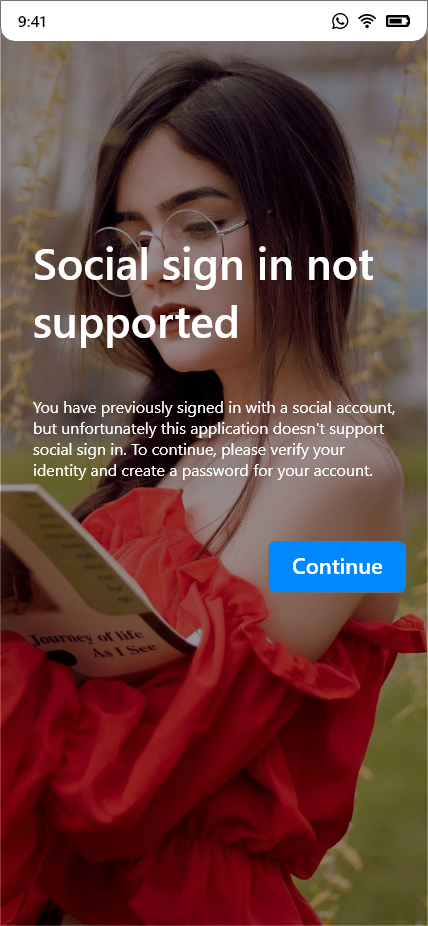 9:41
Social sign in not
supported
You have previously signed in with a social account,
but unfortunately this application doesn't support
social sign in. To continue, please verify your
identity and create a password for your account.
Continue
Journey of life
As I See